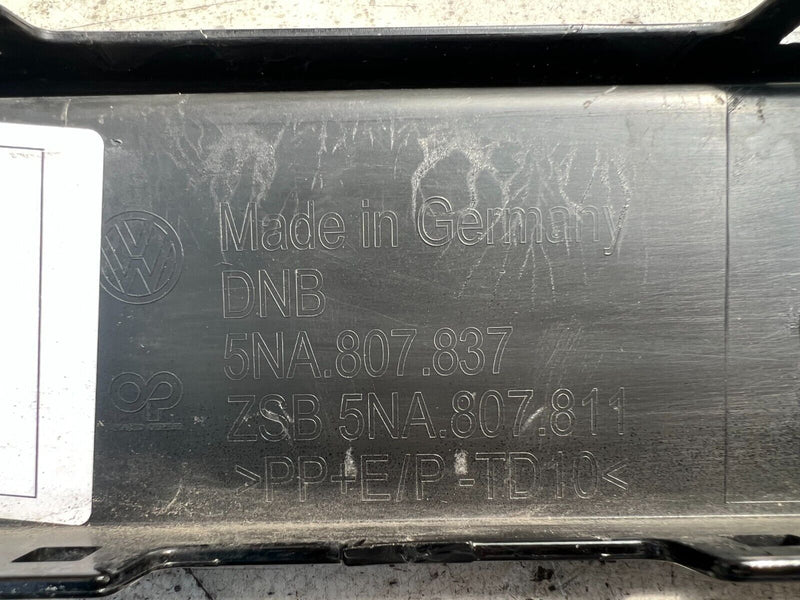 Made in Germany
DNB
5NA.807.837
ZSB 5NA.807.811
>PP+E/P-TD10<